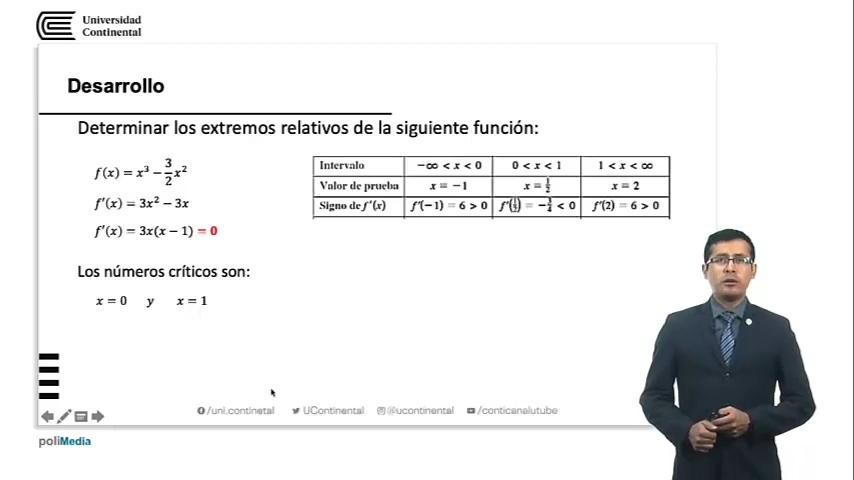 Universidad
Continental
Desarrollo
Determinar los extremos relativos de la siguiente función:
f(x) = x³ − 3/2 x²
f′(x) = 3x² − 3x
f′(x) = 3x(x − 1) = 0
Los números críticos son:
x = 0 y x = 1
Intervalo −∞ < x < 0 0 < x < 1 1 < x < ∞
Valor de prueba x = −1 x = 1/2 x = 2
Signo de f′(x) f′(−1) = 6 > 0 f′(1/2) = −3/4 < 0 f′(2) = 6 > 0
/uni.continetal UContinental @ucontinental /conticanalutube
poliMedia